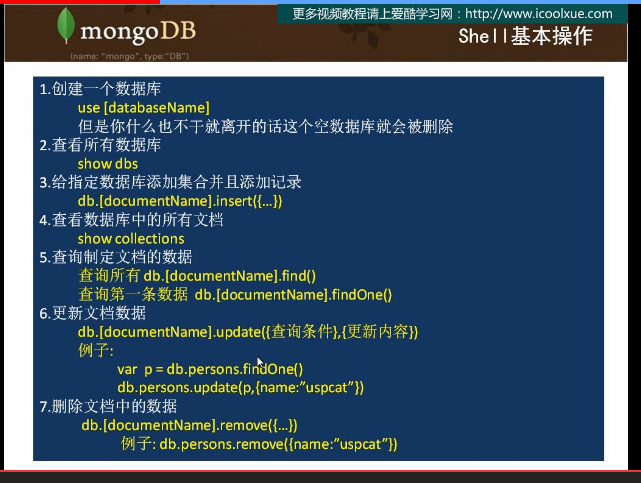 更多视频教程请上爱酷学习网：http://www.icoolxue.com
mongoDB
{name: "mongo", type:"DB"}
Shell基本操作
1.创建一个数据库
use [databaseName]
但是你什么也不干就离开的话这个空数据库就会被删除
2.查看所有数据库
show dbs
3.给指定数据库添加集合并且添加记录
db.[documentName].insert({...})
4.查看数据库中的所有文档
show collections
5.查询制定文档的数据
查询所有 db.[documentName].find()
查询第一条数据 db.[documentName].findOne()
6.更新文档数据
db.[documentName].update({查询条件},{更新内容})
例子:
var p = db.persons.findOne()
db.persons.update(p,{name:”uspcat”})
7.删除文档中的数据
db.[documentName].remove({...})
例子: db.persons.remove({name:”uspcat”})